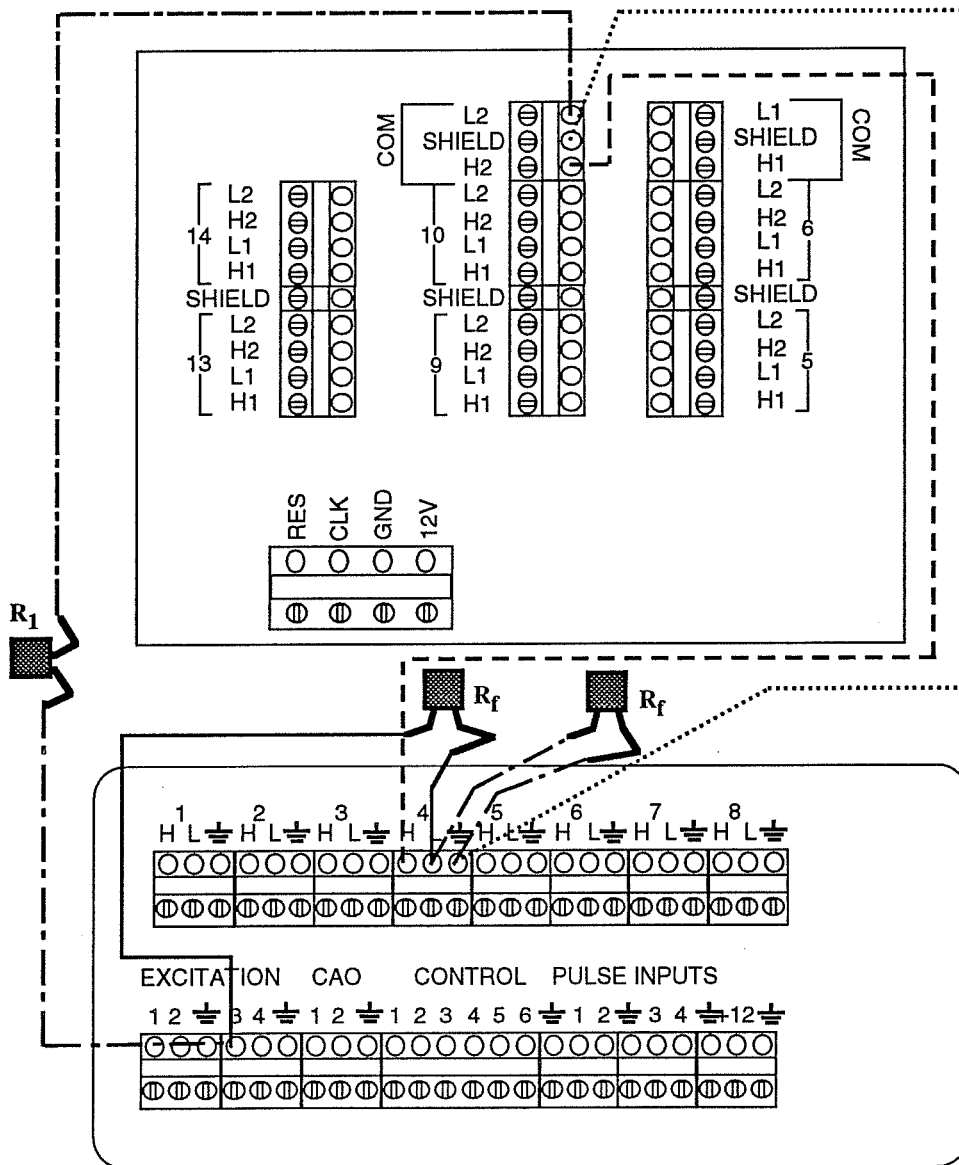 L2 L1
COM SHIELD SHIELD COM
H2 H1
L2 L2 L2
14 H2 10 H2 H2 6
L1 L1 L1
H1 H1 H1
SHIELD SHIELD SHIELD
L2 L2 L2
13 H2 9 H2 H2 5
L1 L1 L1
H1 H1 H1
RES CLK GND 12V
R1
Rf Rf
1 2 3 4 5 6 7 8
H L H L H L H L H L H L H L H L
EXCITATION CAO CONTROL PULSE INPUTS
1 2 3 4 1 2 1 2 3 4 5 6 1 2 3 4 +12